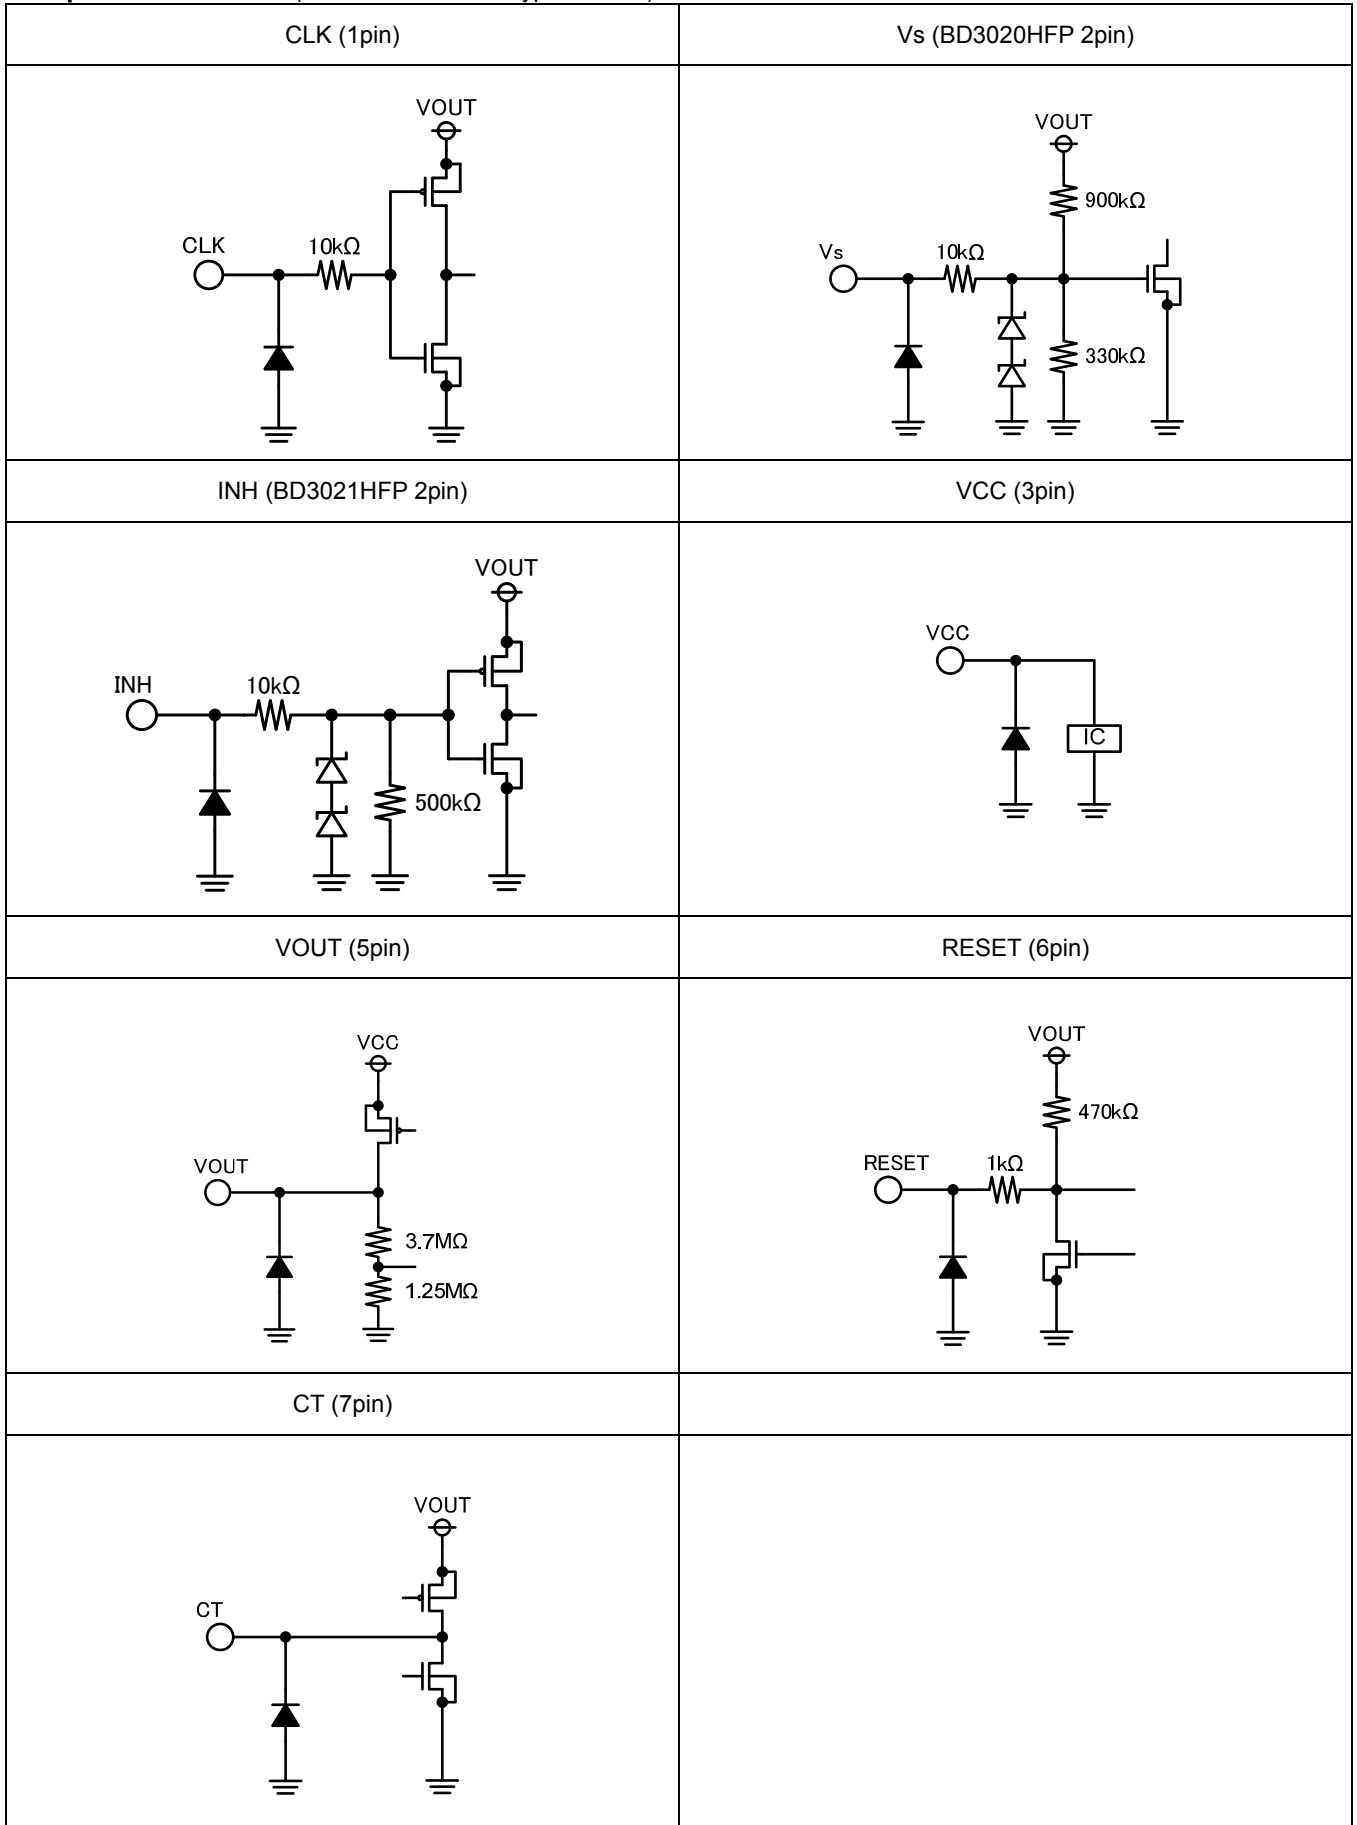 CLK (1pin)
Vs (BD3020HFP 2pin)
VOUT
CLK
10kΩ
VOUT
900kΩ
Vs
10kΩ
330kΩ
INH (BD3021HFP 2pin)
VCC (3pin)
VOUT
INH
10kΩ
500kΩ
VCC
IC
VOUT (5pin)
RESET (6pin)
VCC
VOUT
3.7MΩ
1.25MΩ
VOUT
470kΩ
RESET
1kΩ
CT (7pin)
VOUT
CT